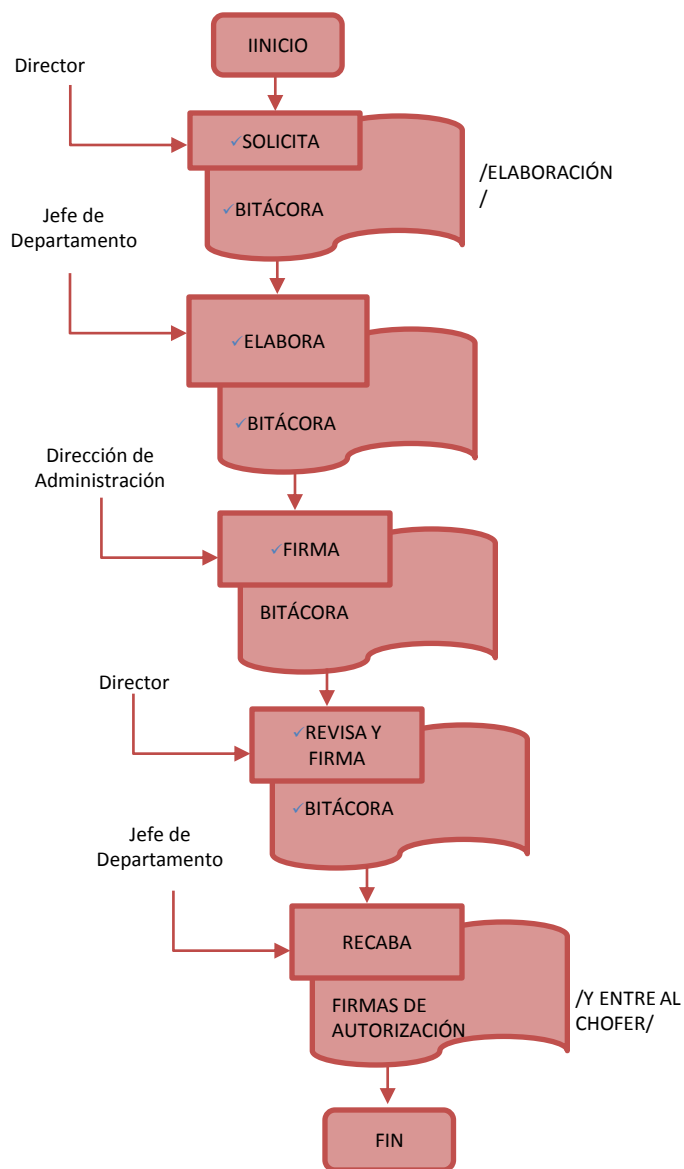 IINICIO
Director
✓SOLICITA
✓BITÁCORA
/ELABORACIÓN
/
Jefe de
Departamento
✓ELABORA
✓BITÁCORA
Dirección de
Administración
✓FIRMA
BITÁCORA
Director
✓REVISA Y
FIRMA
✓BITÁCORA
Jefe de
Departamento
RECABA
FIRMAS DE
AUTORIZACIÓN
/Y ENTRE AL
CHOFER/
FIN